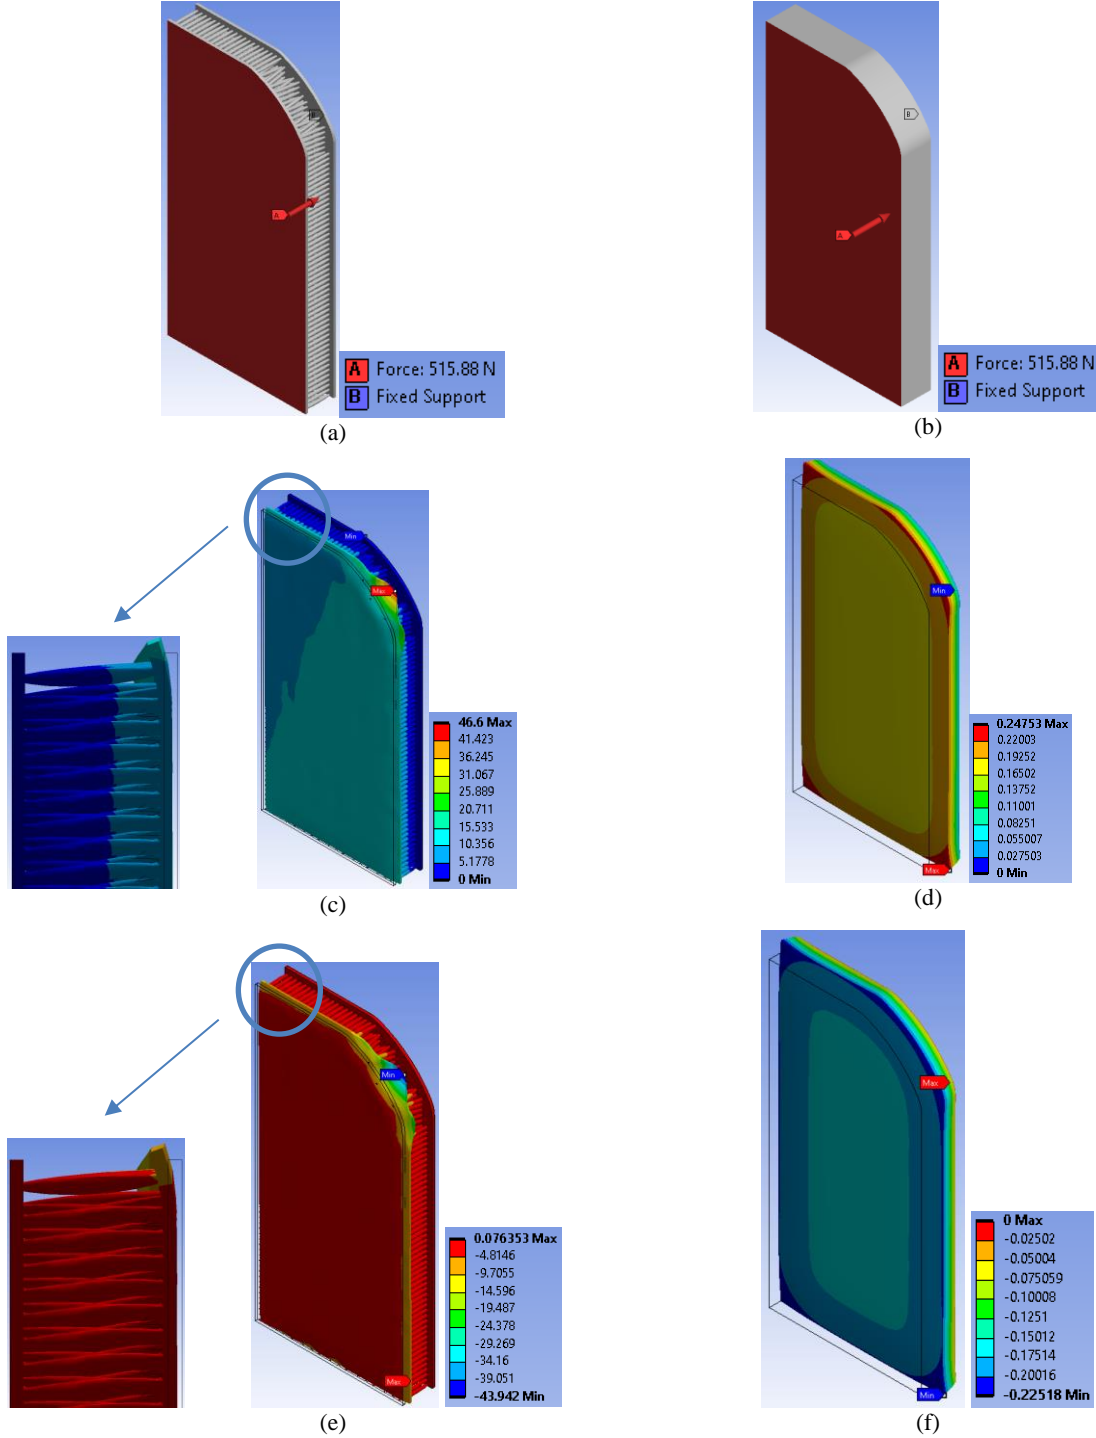 B
A
A Force: 515.88 N
B Fixed Support
(a)
B
A
A Force: 515.88 N
B Fixed Support
(b)
Min
Max
46.6 Max
41.423
36.245
31.067
25.889
20.711
15.533
10.356
5.1778
0 Min
(c)
Min
Max
0.24753 Max
0.22003
0.19252
0.16502
0.13752
0.11001
0.08251
0.055007
0.027503
0 Min
(d)
Min
Max
0.076353 Max
-4.8146
-9.7055
-14.596
-19.487
-24.378
-29.269
-34.16
-39.051
-43.942 Min
(e)
Max
Min
0 Max
-0.02502
-0.05004
-0.075059
-0.10008
-0.1251
-0.15012
-0.17514
-0.20016
-0.22518 Min
(f)